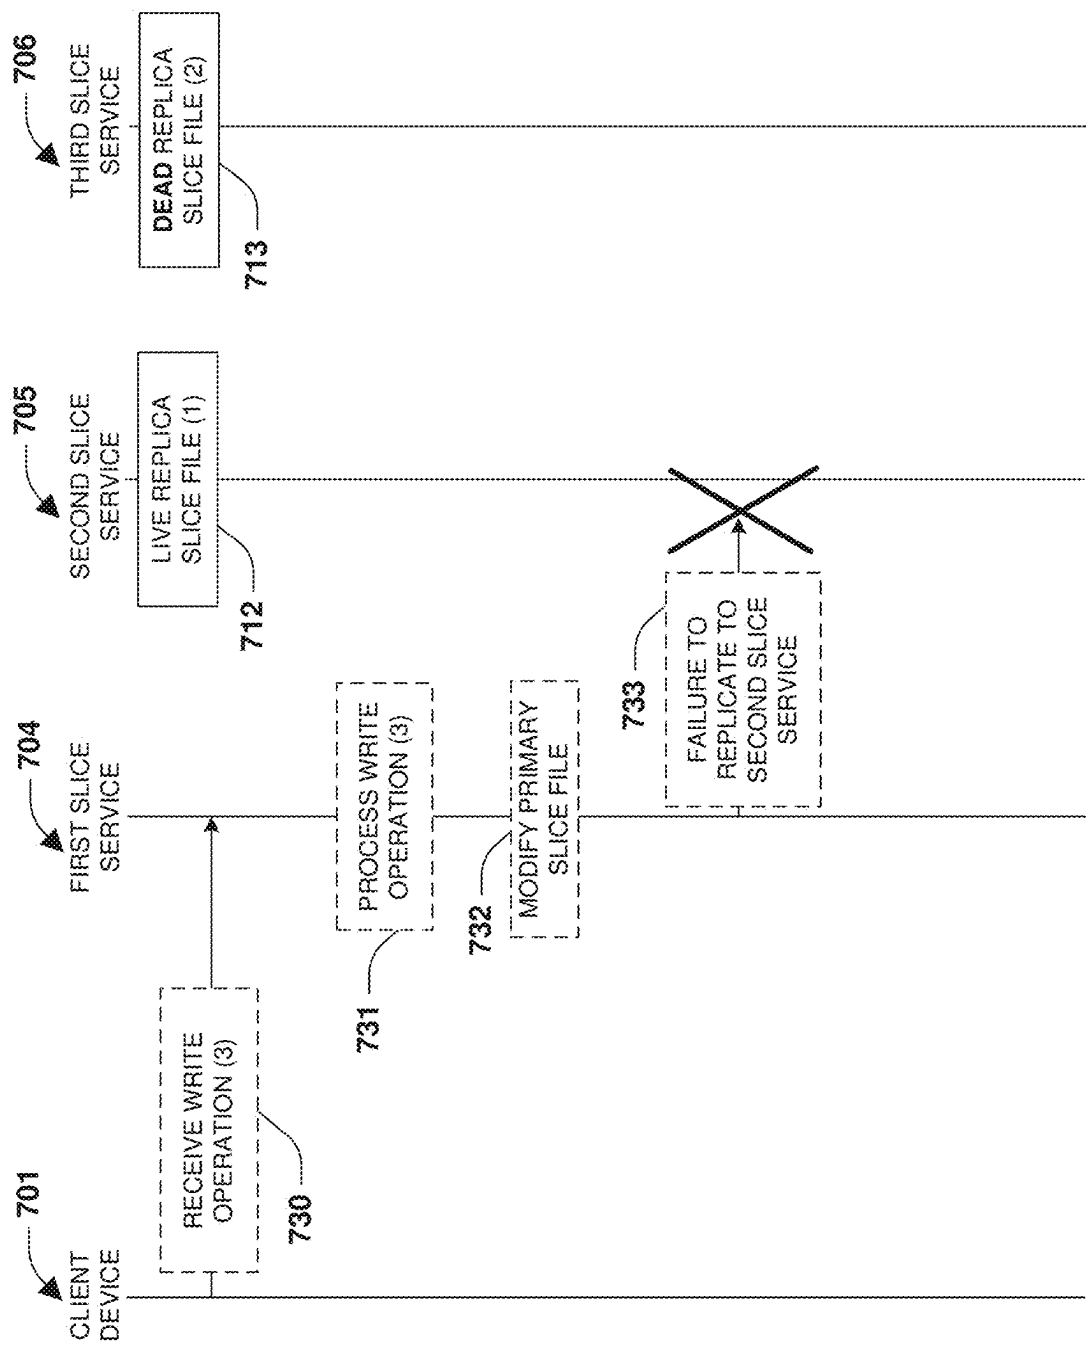 701
CLIENT
DEVICE
704
FIRST SLICE
SERVICE
705
SECOND SLICE
SERVICE
706
THIRD SLICE
SERVICE
LIVE REPLICA
SLICE FILE (1)
712
DEAD REPLICA
SLICE FILE (2)
713
RECEIVE WRITE
OPERATION (3)
730
PROCESS WRITE
OPERATION (3)
731
MODIFY PRIMARY
SLICE FILE
732
FAILURE TO
REPLICATE TO
SECOND SLICE
SERVICE
733